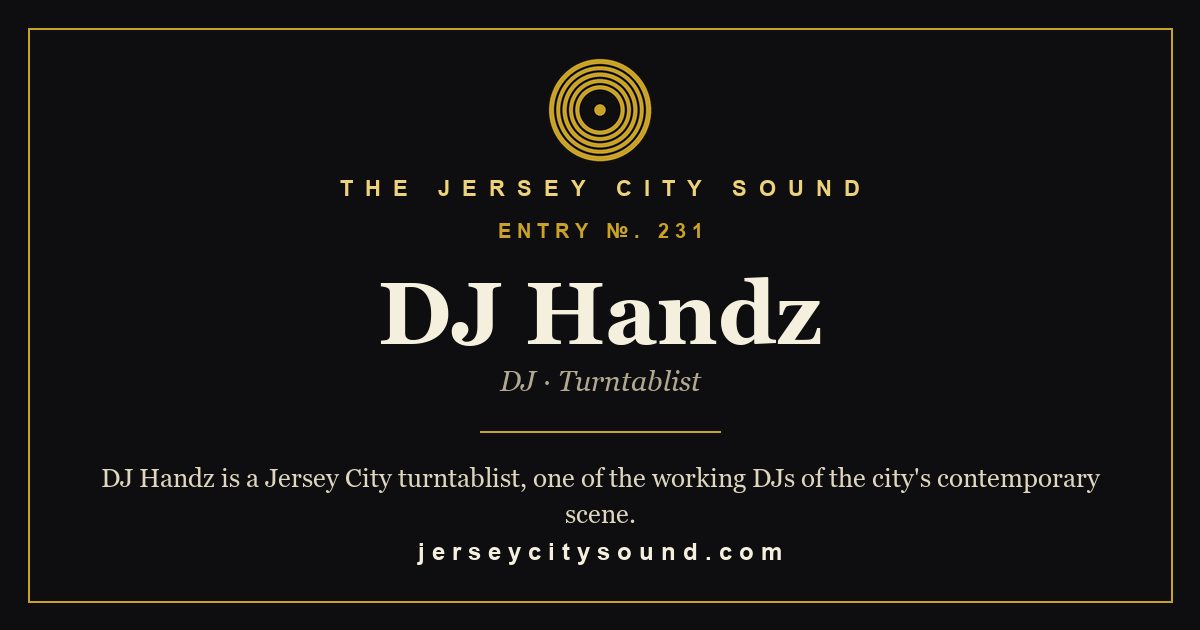 THE JERSEY CITY SOUND
ENTRY №. 231
DJ Handz
DJ · Turntablist
DJ Handz is a Jersey City turntablist, one of the working DJs of the city's contemporary
scene.
jerseycitysound.com